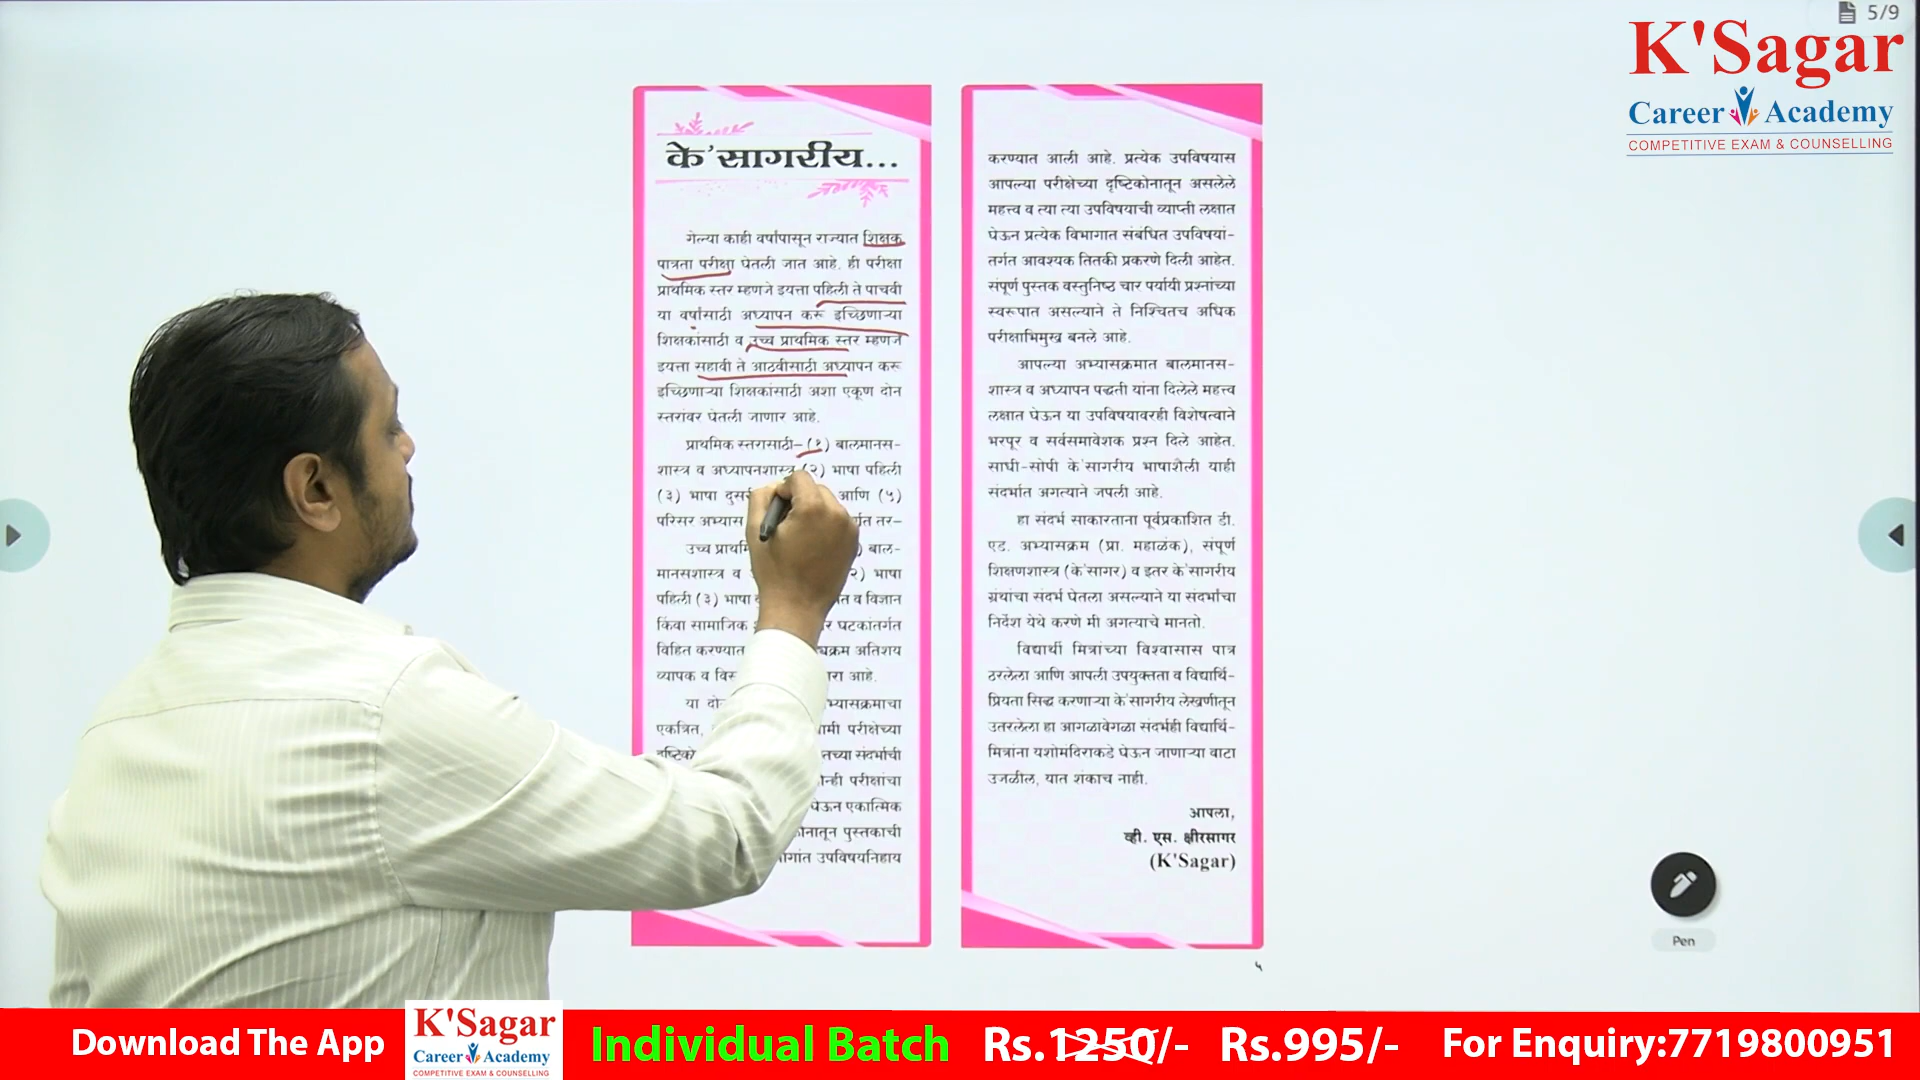 5/9
K'Sagar
Career Academy
COMPETITIVE EXAM & COUNSELLING
के'सागरीय...
गेल्या काही वर्षांपासून राज्यात शिक्षक
पात्रता परीक्षा घेतली जात आहे. ही परीक्षा
प्राथमिक स्तर म्हणजे इयत्ता पहिली ते पाचवी
या वर्षांसाठी अध्यापन करू इच्छिणाऱ्या
शिक्षकांसाठी व उच्च प्राथमिक स्तर म्हणजे
इयत्ता सहावी ते आठवीसाठी अध्यापन करू
इच्छिणाऱ्या शिक्षकांसाठी अशा एकूण दोन
स्तरांवर घेतली जाणार आहे.
प्राथमिक स्तरासाठी–(१) बालमानस-
शास्त्र व अध्यापनशास्त्र (२) भाषा पहिली
(३) भाषा आणि (५)
परिसर अभ्यास तर–
उच्च बाल-
मानसशास्त्र व भाषा
पहिली (३) भाषा व विज्ञान
किंवा सामाजिक घटकांतर्गत
विहित करण्यात अतिशय
व्यापक व आहे.
या
एकत्रित, परीक्षेच्या
संदर्भाची
परीक्षांचा
घेऊन एकात्मिक
पुस्तकाची
उपविषयनिहाय
करण्यात आली आहे. प्रत्येक उपविषयास
आपल्या परीक्षेच्या दृष्टिकोनातून असलेले
महत्त्व व त्या त्या उपविषयाची व्याप्ती लक्षात
घेऊन प्रत्येक विभागात संबंधित उपविषयां-
तर्गत आवश्यक तितकी प्रकरणे दिली आहेत.
संपूर्ण पुस्तक वस्तुनिष्ठ चार पर्यायी प्रश्नांच्या
स्वरूपात असल्याने ते निश्चितच अधिक
परीक्षाभिमुख बनले आहे.
आपल्या अभ्यासक्रमात बालमानस-
शास्त्र व अध्यापन पद्धती यांना दिलेले महत्त्व
लक्षात घेऊन या उपविषयावरही विशेषत्वाने
भरपूर व सर्वसमावेशक प्रश्न दिले आहेत.
साधी-सोपी के'सागरीय भाषाशैली याही
संदर्भात अगत्याने जपली आहे.
हा संदर्भ साकारताना पूर्वप्रकाशित डी.
एड. अभ्यासक्रम (प्रा. महाळंक), संपूर्ण
शिक्षणशास्त्र (के'सागर) व इतर के'सागरीय
ग्रंथांचा संदर्भ घेतला असल्याने या संदर्भांचा
निर्देश येथे करणे मी अगत्याचे मानतो.
विद्यार्थी मित्रांच्या विश्वासास पात्र
ठरलेला आणि आपली उपयुक्तता व विद्यार्थि-
प्रियता सिद्ध करणाऱ्या के'सागरीय लेखणीतून
उतरलेला हा आगळावेगळा संदर्भही विद्यार्थि-
मित्रांना यशोमंदिराकडे घेऊन जाणाऱ्या वाटा
उजळील, यात शंकाच नाही.
आपला,
व्ही. एस. क्षीरसागर
(K'Sagar)
५
Pen
Download The App
K'Sagar
Career Academy
COMPETITIVE EXAM & COUNSELLING
Individual Batch
Rs.1250/-
Rs.995/-
For Enquiry:7719800951